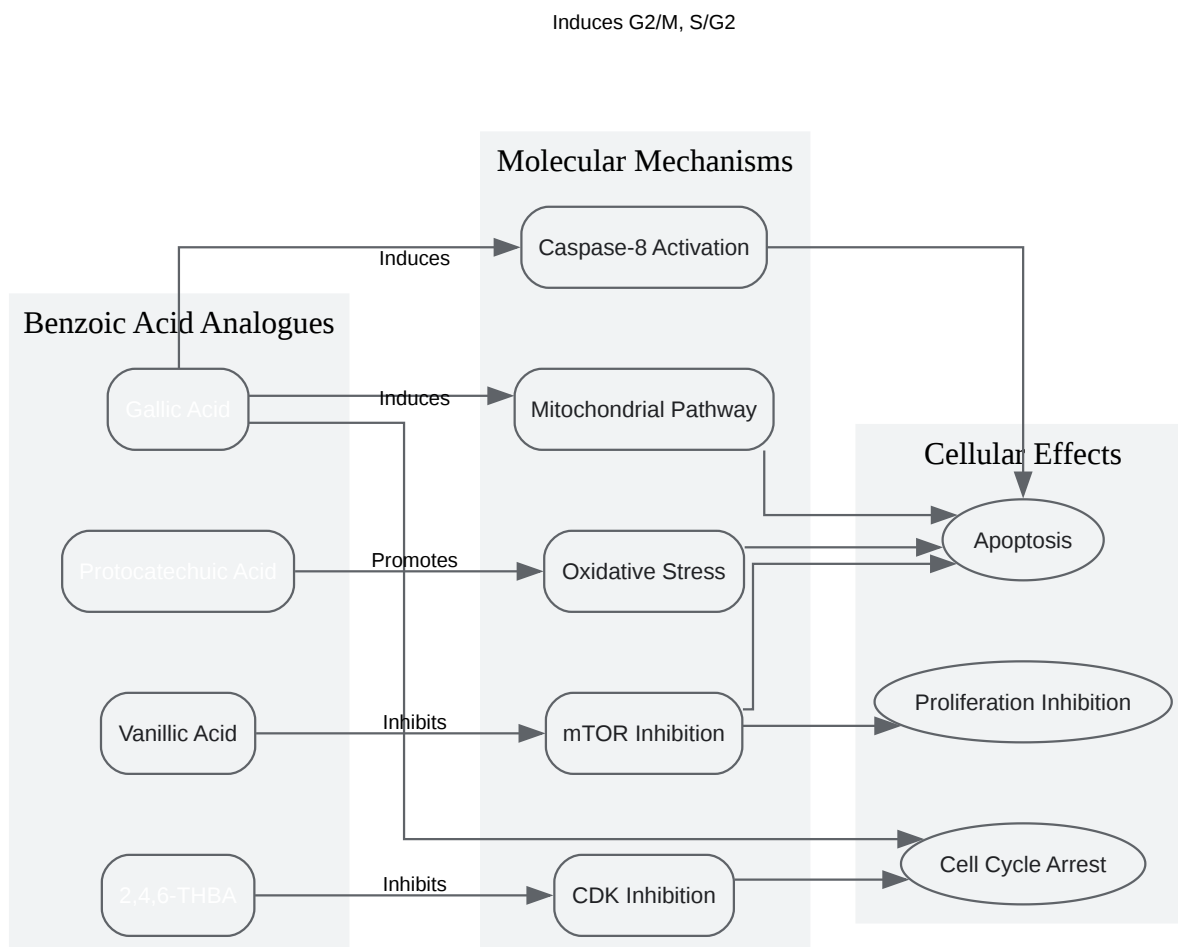 Induces G2/M, S/G2
Molecular Mechanisms
Caspase-8 Activation
Induces
Benzoic Acid Analogues
Gallic Acid
Induces
Mitochondrial Pathway
Cellular Effects
Apoptosis
Protocatechuic Acid
Promotes
Oxidative Stress
Proliferation Inhibition
Vanillic Acid
Inhibits
mTOR Inhibition
Cell Cycle Arrest
2,4,6-THBA
Inhibits
CDK Inhibition